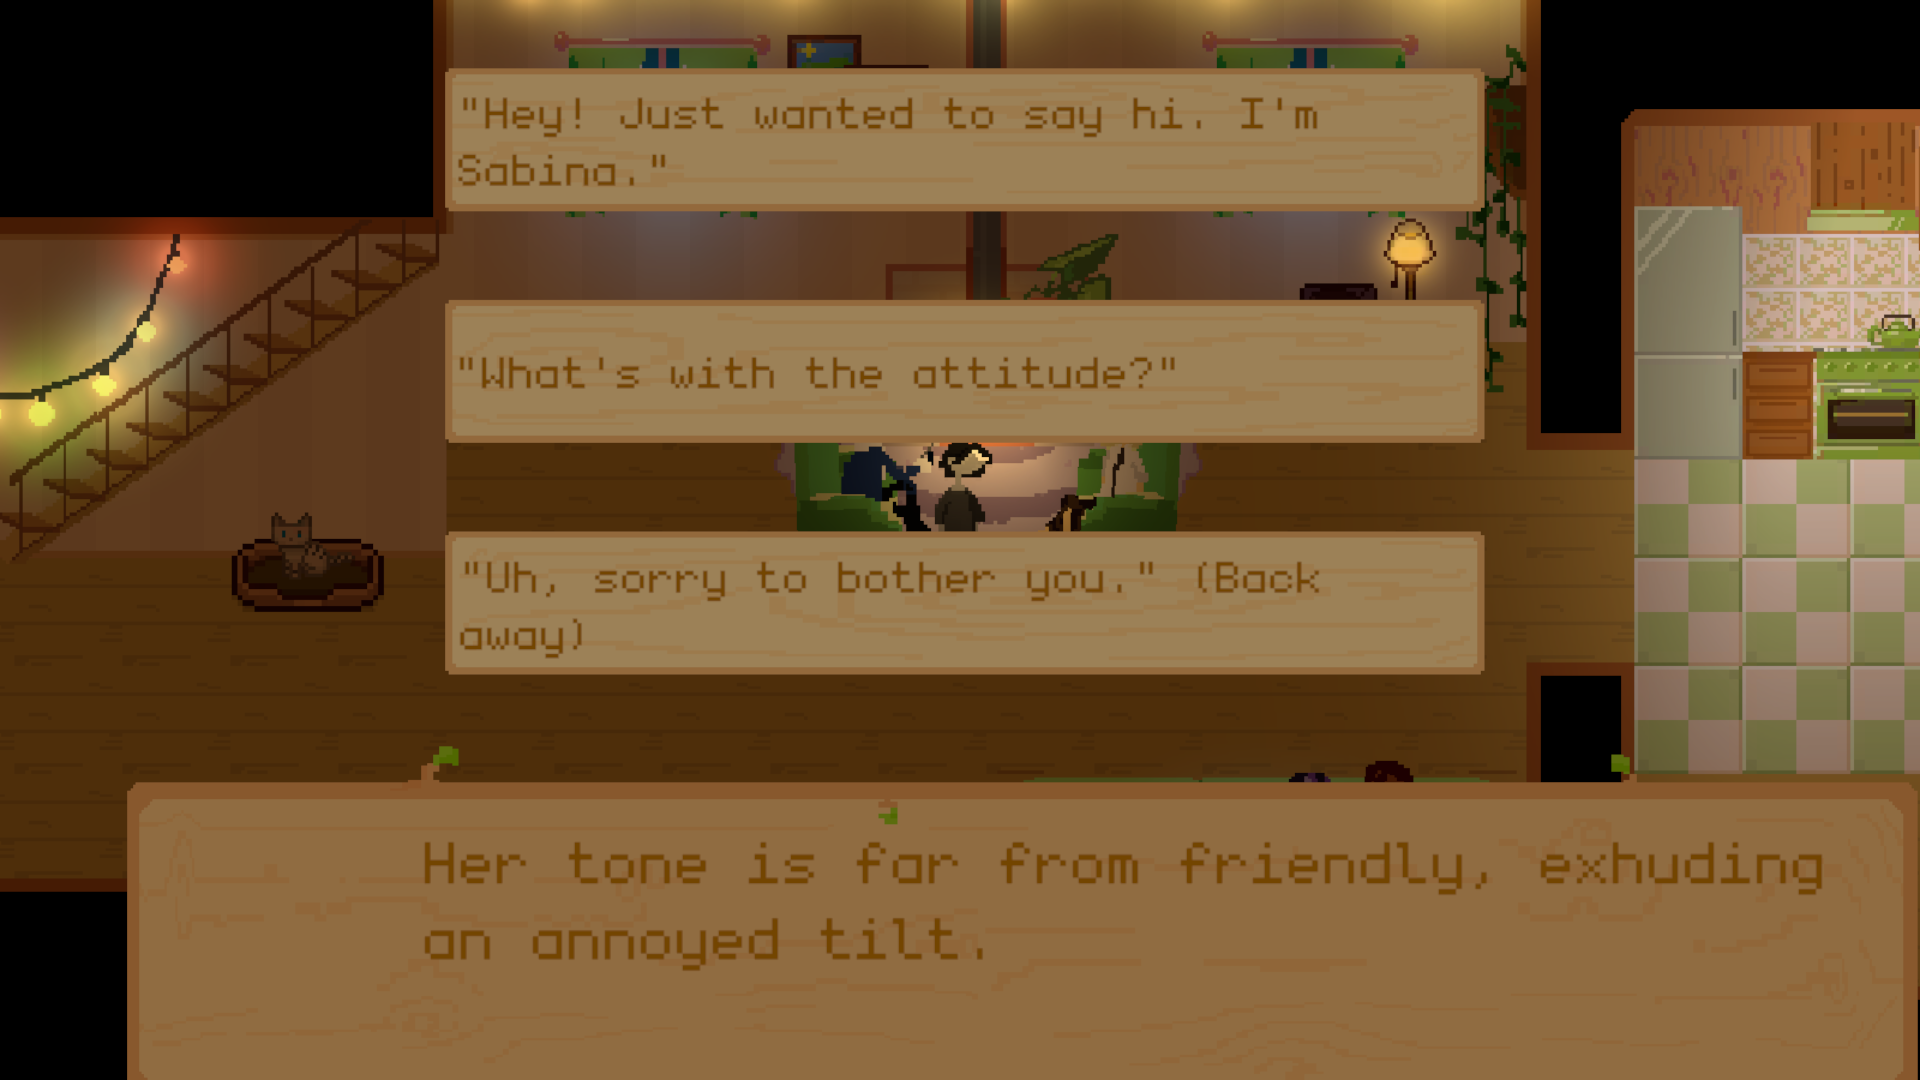 "Hey! Just wanted to say hi. I'm
Sabina."
"What's with the attitude?"
"Uh, sorry to bother you." (Back
away)
Her tone is far from friendly, exhuding
an annoyed tilt.